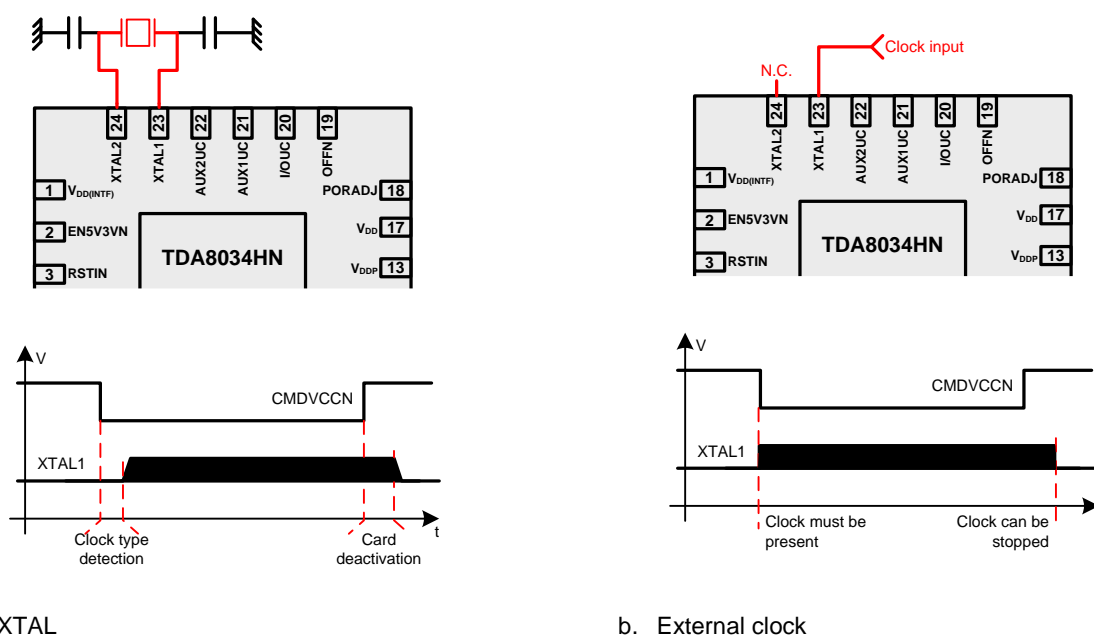 24
23
22
21
20
19
XTAL2
XTAL1
AUX2UC
AUX1UC
I/OUC
OFFN
1 VDD(INTF)
PORADJ 18
2 EN5V3VN
VDD 17
3 RSTIN
TDA8034HN
VDDP 13
V
CMDVCCN
XTAL1
t
Clock type
detection
Card
deactivation
XTAL
Clock input
N.C.
24
23
22
21
20
19
XTAL2
XTAL1
AUX2UC
AUX1UC
I/OUC
OFFN
1 VDD(INTF)
PORADJ 18
2 EN5V3VN
VDD 17
3 RSTIN
TDA8034HN
VDDP 13
V
CMDVCCN
XTAL1
Clock must be
present
Clock can be
stopped
b. External clock